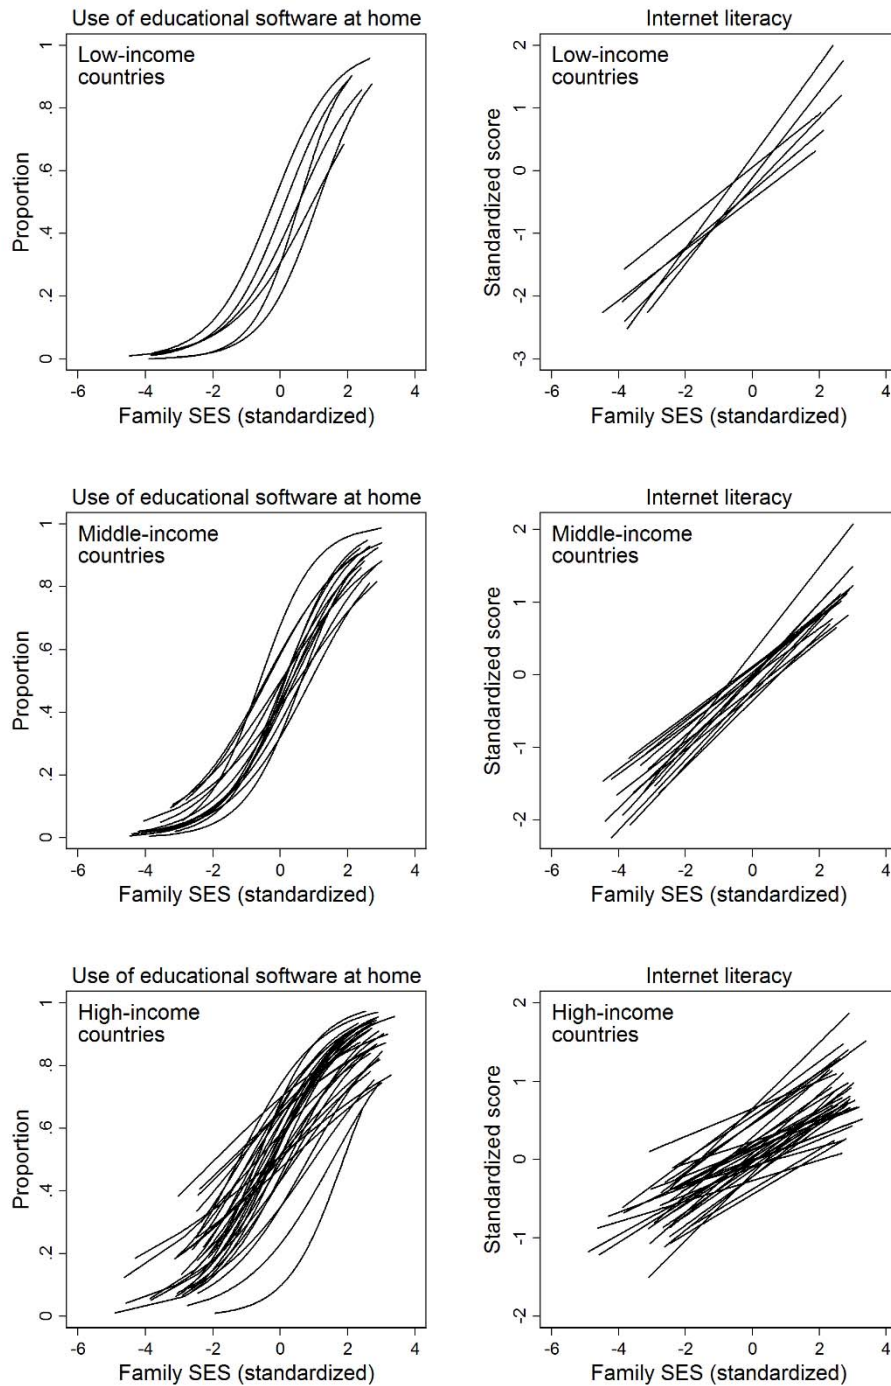 Use of educational software at home
Low-income
countries
Proportion
1
.8
.6
.4
.2
0
-6 -4 -2 0 2 4
Family SES (standardized)
Internet literacy
Low-income
countries
Standardized score
2
1
0
-1
-2
-3
-6 -4 -2 0 2 4
Family SES (standardized)
Use of educational software at home
Middle-income
countries
Proportion
1
.8
.6
.4
.2
0
-6 -4 -2 0 2 4
Family SES (standardized)
Internet literacy
Middle-income
countries
Standardized score
2
1
0
-1
-2
-6 -4 -2 0 2 4
Family SES (standardized)
Use of educational software at home
High-income
countries
Proportion
1
.8
.6
.4
.2
0
-6 -4 -2 0 2 4
Family SES (standardized)
Internet literacy
High-income
countries
Standardized score
2
1
0
-1
-2
-6 -4 -2 0 2 4
Family SES (standardized)